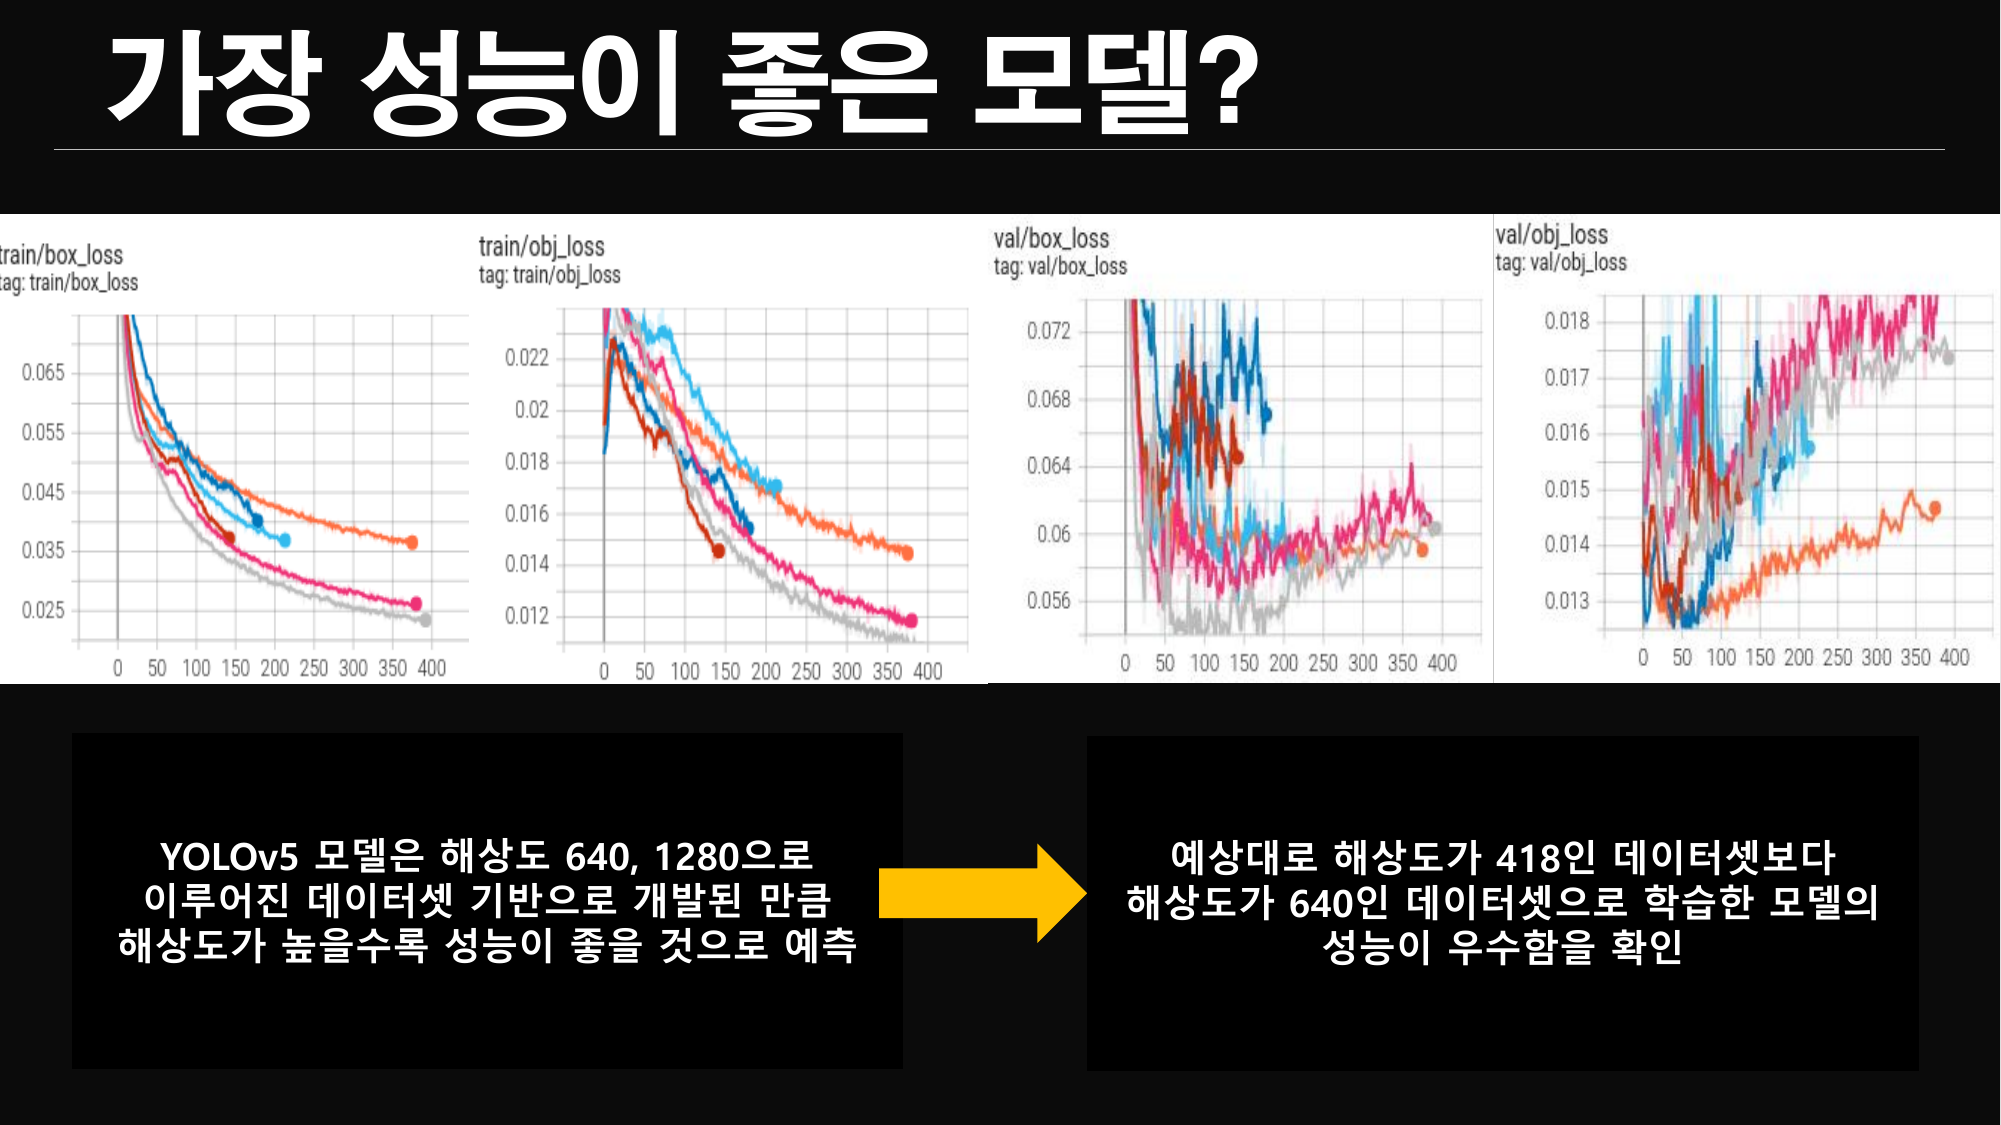 가장 성능이 좋은 모델?
train/box_loss
tag: train/box_loss
0.065
0.055
0.045
0.035
0.025
0 50 100 150 200 250 300 350 400
train/obj_loss
tag: train/obj_loss
0.022
0.02
0.018
0.016
0.014
0.012
0 50 100 150 200 250 300 350 400
val/box_loss
tag: val/box_loss
0.072
0.068
0.064
0.06
0.056
0 50 100 150 200 250 300 350 400
val/obj_loss
tag: val/obj_loss
0.018
0.017
0.016
0.015
0.014
0.013
0 50 100 150 200 250 300 350 400
YOLOv5 모델은 해상도 640, 1280으로
이루어진 데이터셋 기반으로 개발된 만큼
해상도가 높을수록 성능이 좋을 것으로 예측
예상대로 해상도가 418인 데이터셋보다
해상도가 640인 데이터셋으로 학습한 모델의
성능이 우수함을 확인